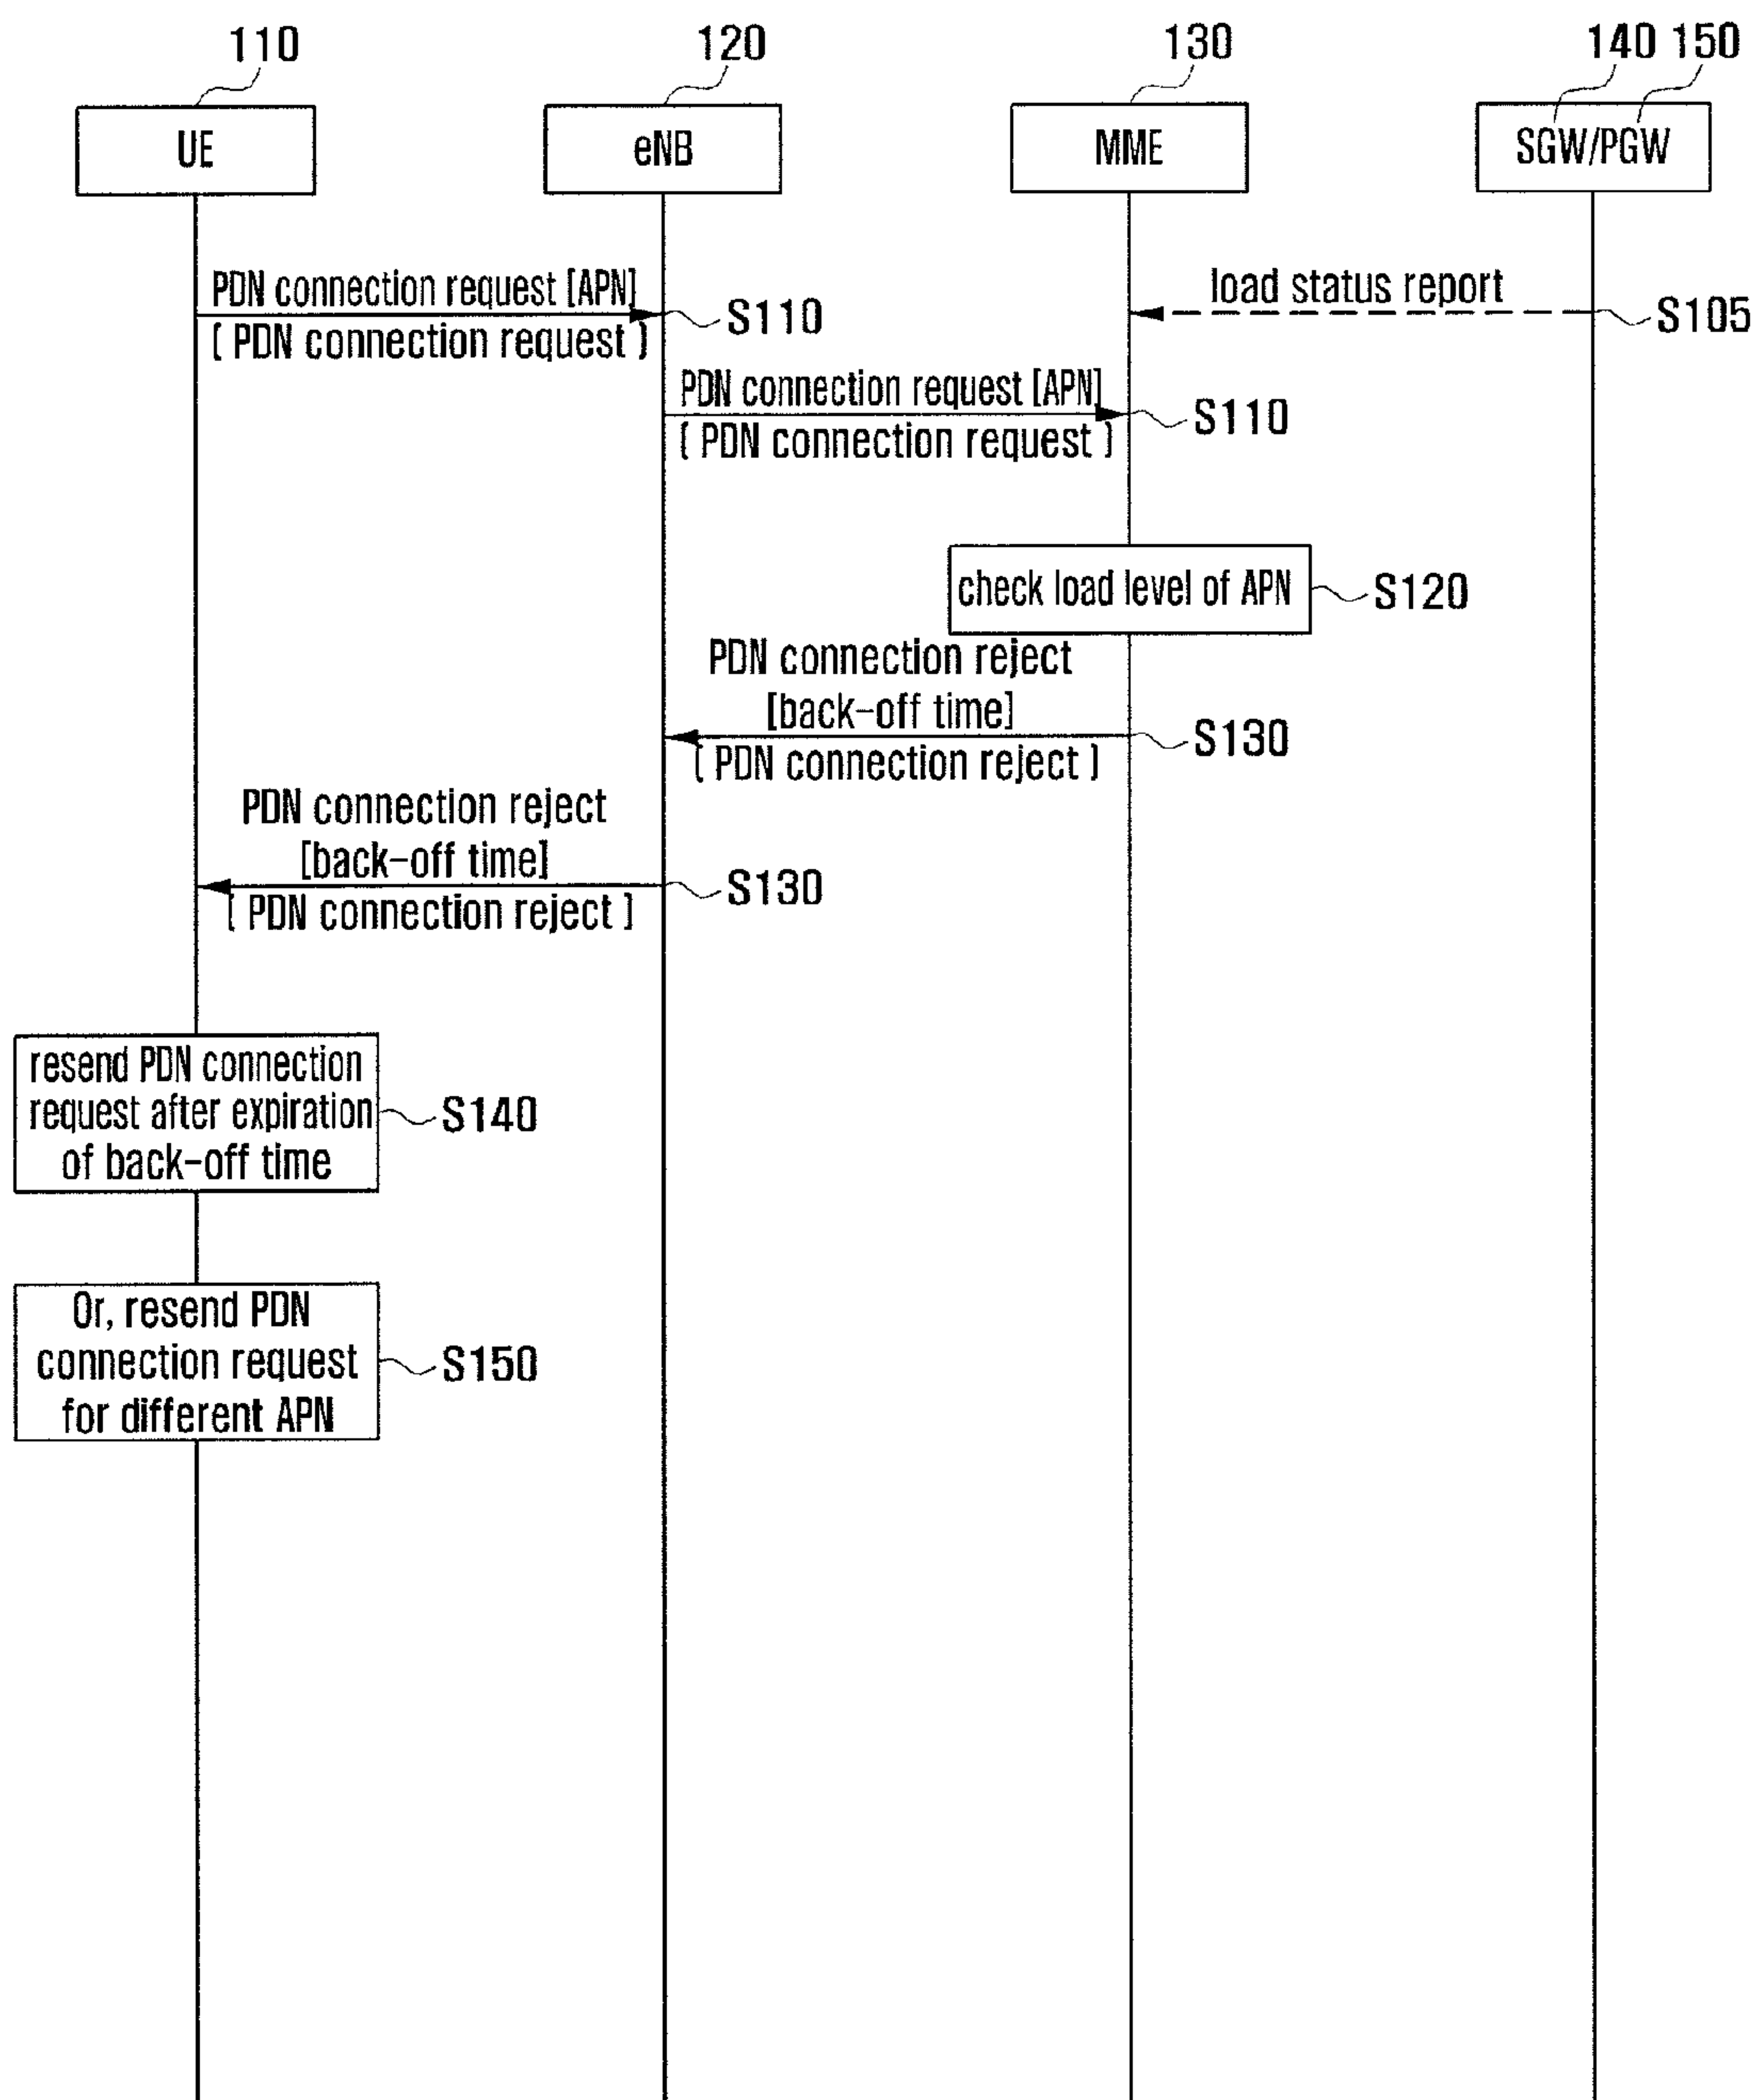 110
120
130
140 150
UE
eNB
MME
SGW/PGW
PDN connection request [APN]
( PDN connection request )
S110
load status report
S105
PDN connection request [APN]
( PDN connection request )
S110
check load level of APN
S120
PDN connection reject
[back-off time]
( PDN connection reject )
S130
PDN connection reject
[back-off time]
( PDN connection reject )
S130
resend PDN connection
request after expiration
of back-off time
S140
Or, resend PDN
connection request
for different APN
S150